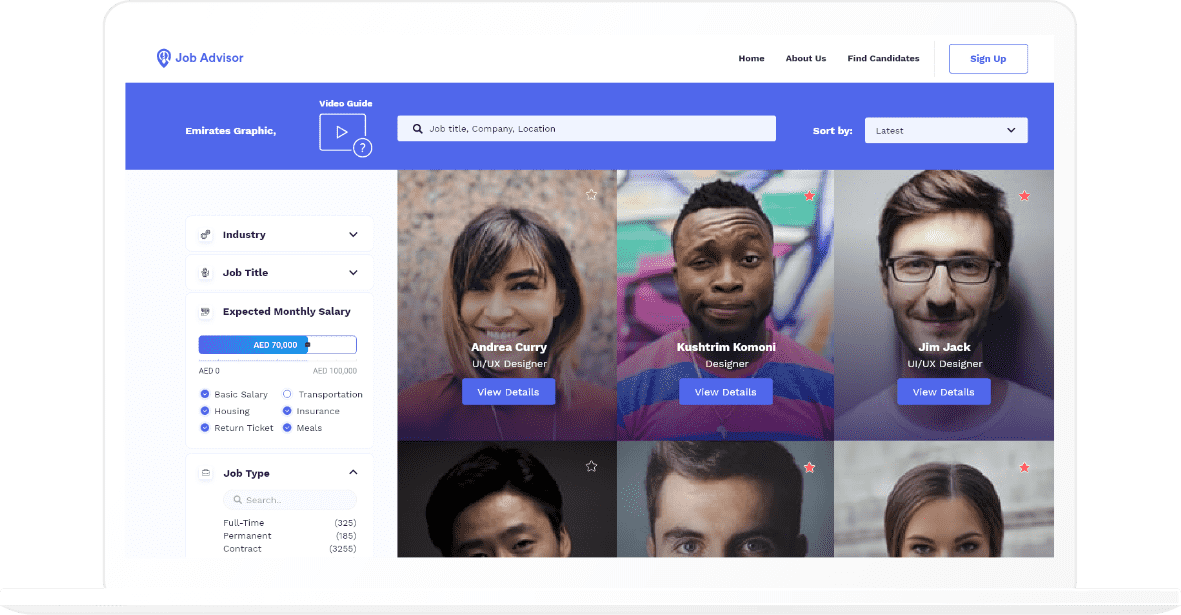 Job Advisor
Home About Us Find Candidates Sign Up
Video Guide
Emirates Graphic,
?
Job title, Company, Location
Sort by: Latest
Industry
Job Title
Expected Monthly Salary
AED 70,000
AED 0 AED 100,000
Basic Salary Transportation
Housing Insurance
Return Ticket Meals
Job Type
Search..
Full-Time (325)
Permanent (185)
Contract (3255)
Andrea Curry
UI/UX Designer
View Details
Kushtrim Komoni
Designer
View Details
Jim Jack
UI/UX Designer
View Details